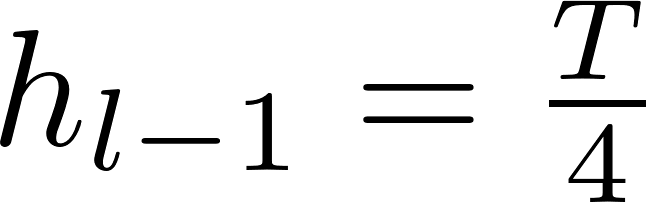 $h_{l-1} = \frac{T}{4}$